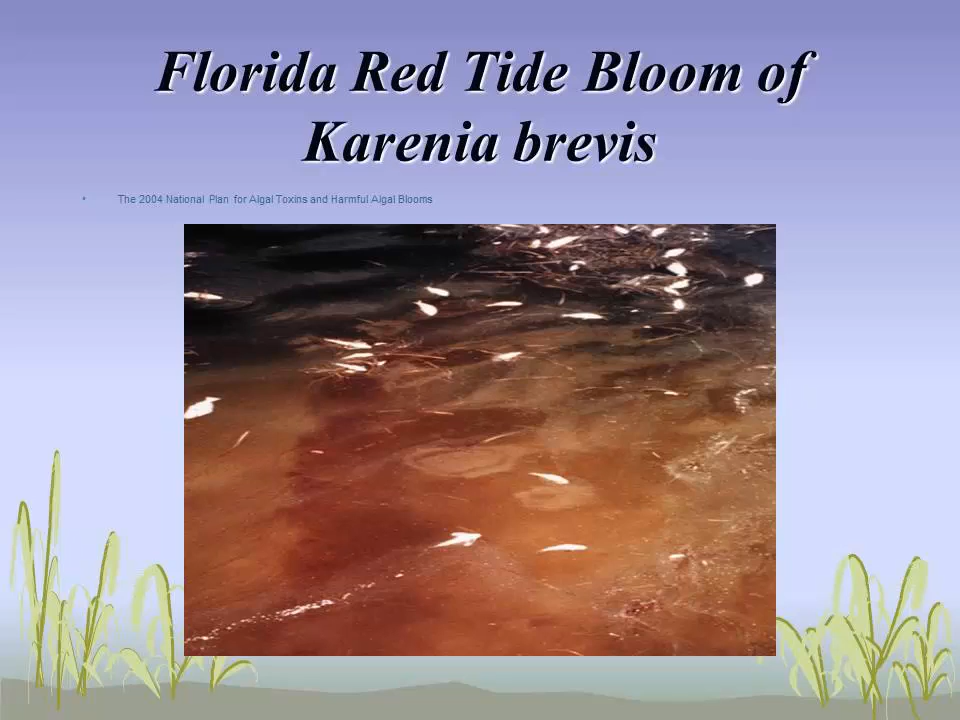 Florida Red Tide Bloom of
Karenia brevis
• The 2004 National Plan for Algal Toxins and Harmful Algal Blooms